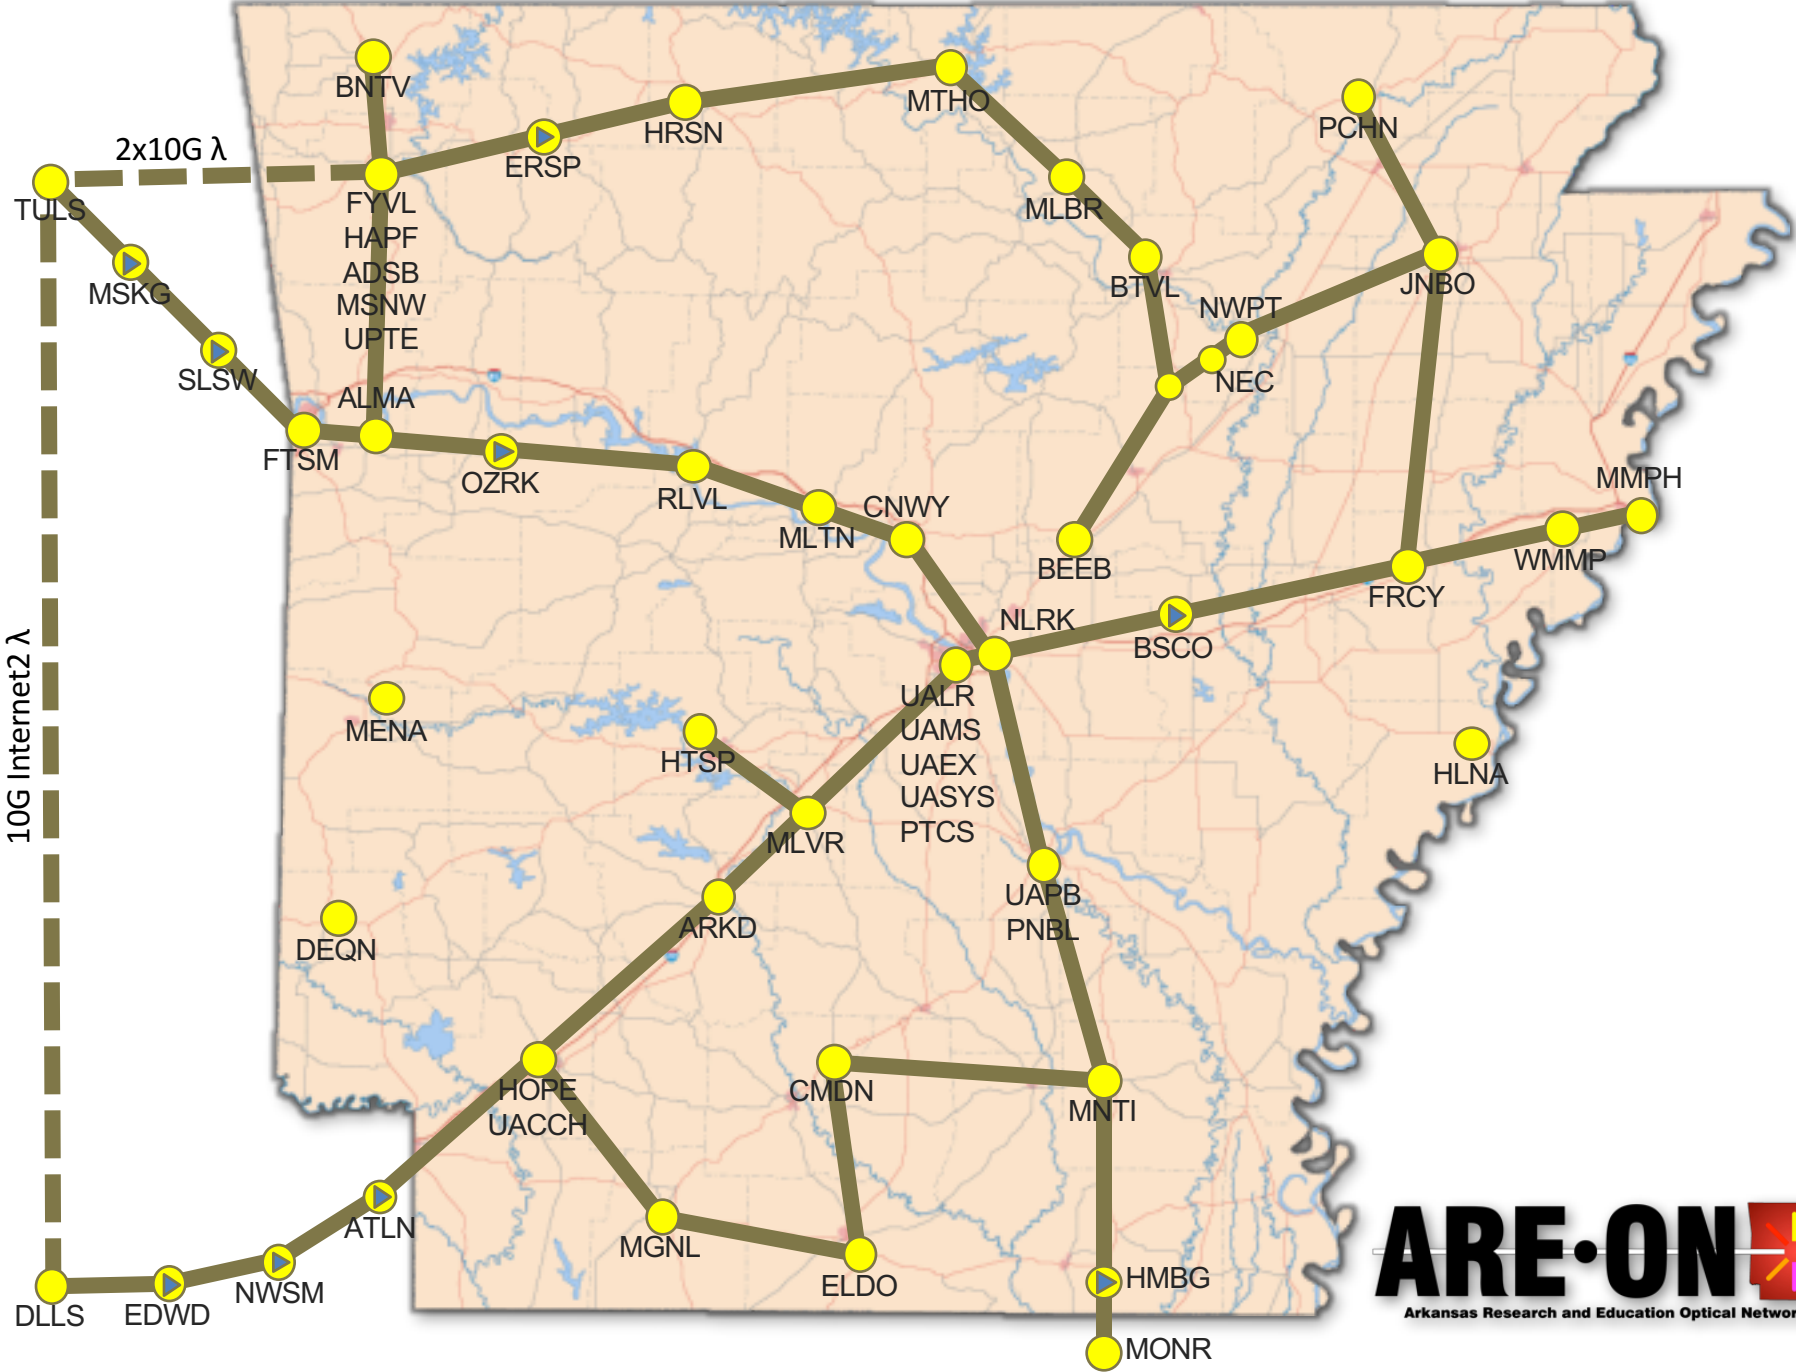 BNTV
MTHO
HRSN
PCHN
2x10G λ
ERSP
TULS
FYVL
HAPF
ADSB
MSNW
UPTE
MLBR
MSKG
BTVL
JNBO
NWPT
SLSW
NEC
ALMA
FTSM
OZRK
RLVL
MLTN
CNWY
MMPH
BEEB
WMMP
FRCY
NLRK
BSCO
10G Internet2 λ
MENA
HTSP
UALR
UAMS
UAEX
UASYS
PTCS
HLNA
MLVR
UAPB
PNBL
DEQN
ARKD
HOPE
UACCH
CMDN
MNTI
ATLN
MGNL
ELDO
HMBG
NWSM
DLLS
EDWD
MONR
ARE•ON
Arkansas Research and Education Optical Networ